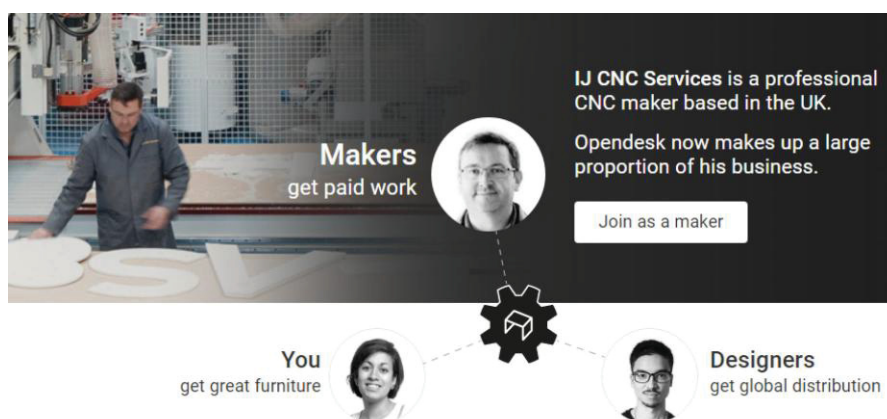 IJ CNC Services is a professional
CNC maker based in the UK.
Makers
get paid work
Opendesk now makes up a large
proportion of his business.
Join as a maker
You
get great furniture
Designers
get global distribution